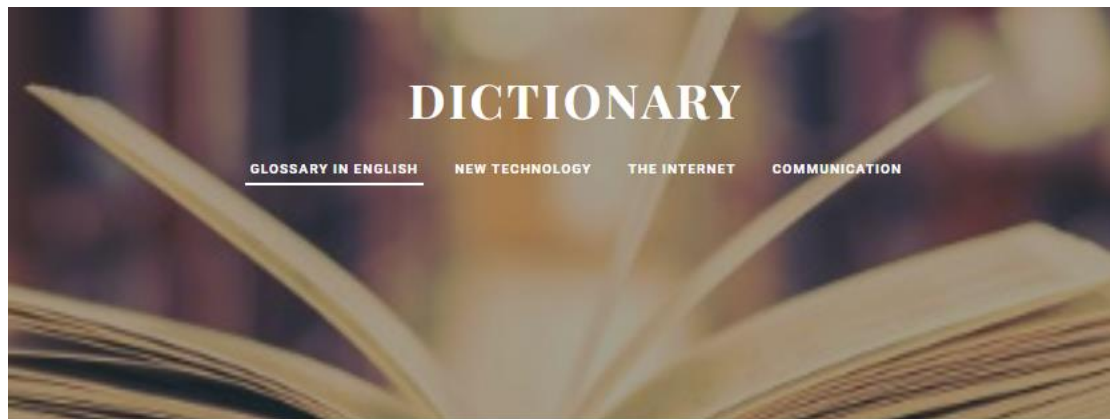 DICTIONARY
GLOSSARY IN ENGLISH NEW TECHNOLOGY THE INTERNET COMMUNICATION